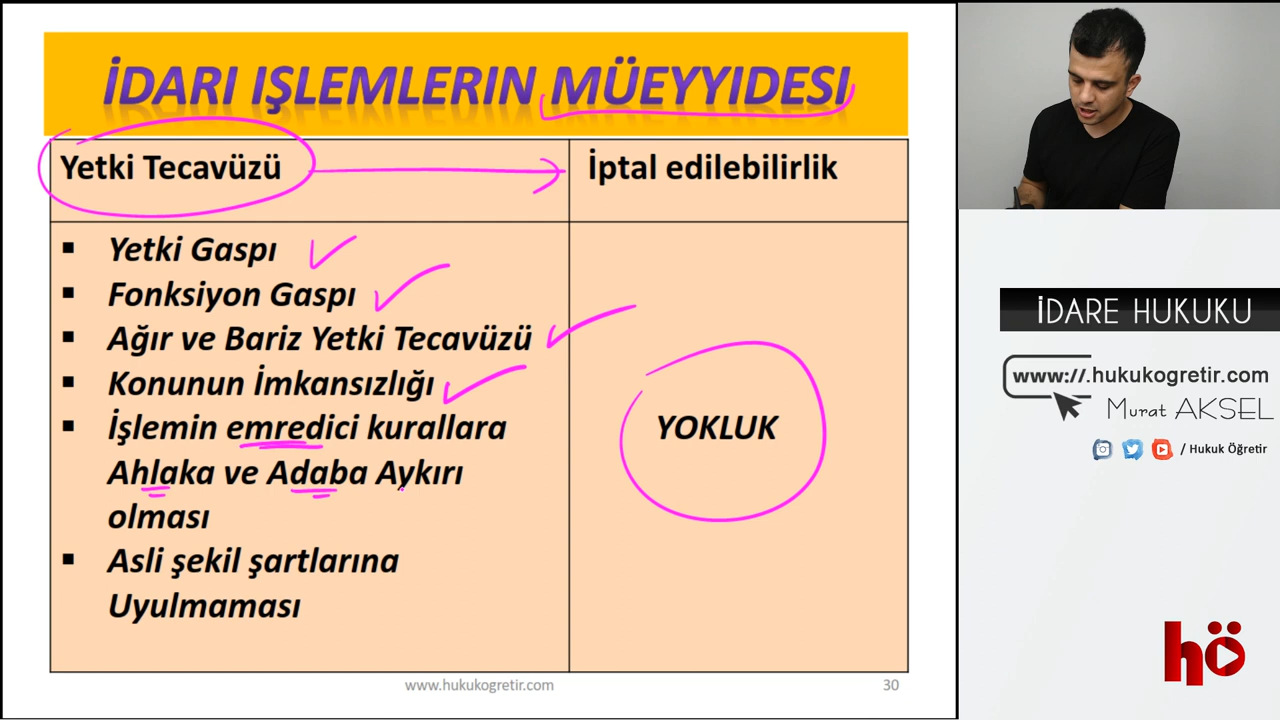 İDARI IŞLEMLERIN MÜEYYIDESI
Yetki Tecavüzü
İptal edilebilirlik
▪ Yetki Gaspı
▪ Fonksiyon Gaspı
▪ Ağır ve Bariz Yetki Tecavüzü
▪ Konunun İmkansızlığı
▪ İşlemin emredici kurallara
Ahlaka ve Adaba Aykırı
olması
▪ Asli şekil şartlarına
Uyulmaması
YOKLUK
www.hukukogretir.com
30
İDARE HUKUKU
www://.hukukogretir.com
Murat AKSEL
/ Hukuk Öğretir
hö